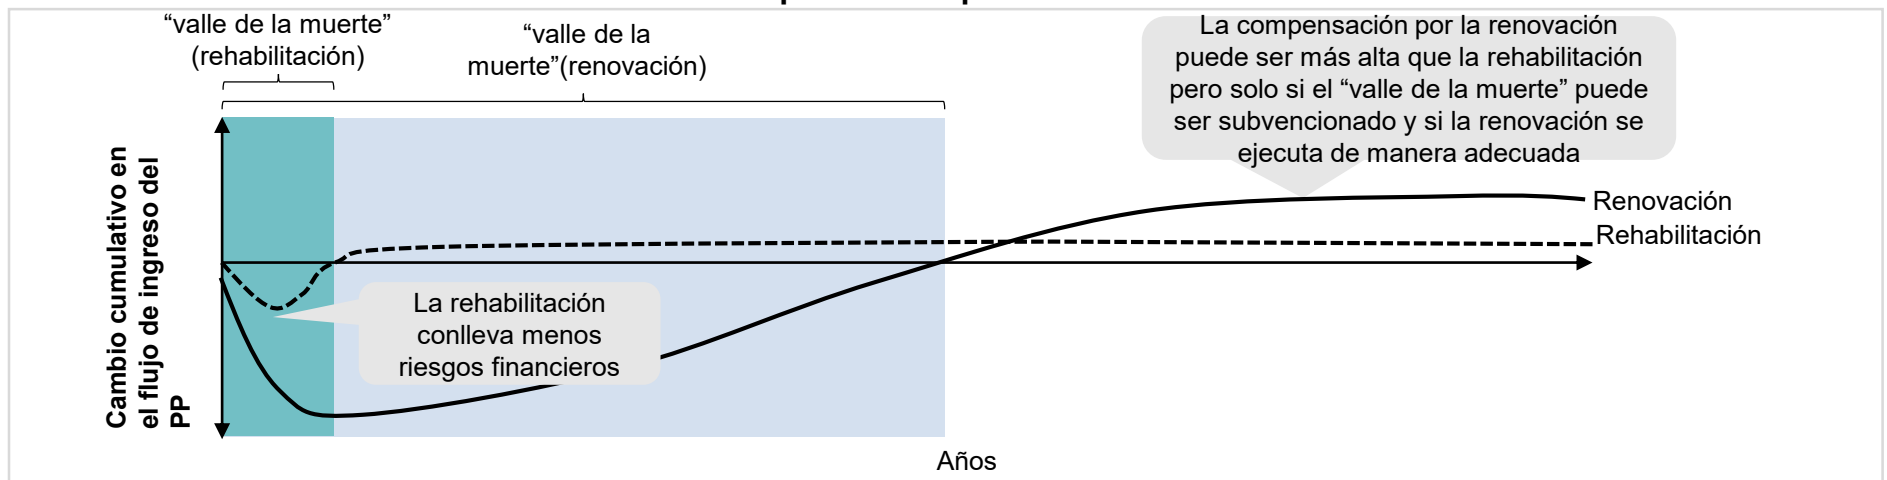 “valle de la muerte”
(rehabilitación)
“valle de la
muerte”(renovación)
La compensación por la renovación
puede ser más alta que la rehabilitación
pero solo si el “valle de la muerte” puede
ser subvencionado y si la renovación se
ejecuta de manera adecuada
Cambio cumulativo en
el flujo de ingreso del
PP
Renovación
Rehabilitación
La rehabilitación
conlleva menos
riesgos financieros
Años